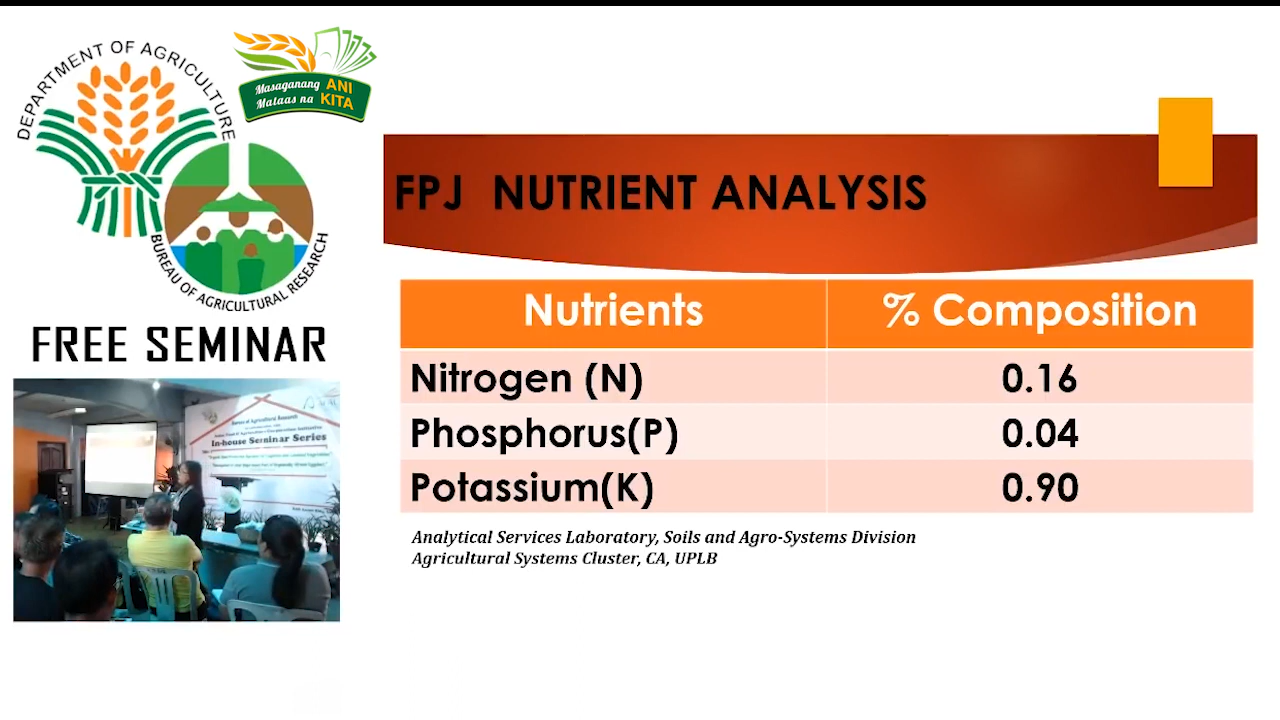 DEPARTMENT OF AGRICULTURE
Masaganang ANI
Mataas na KITA
BUREAU OF AGRICULTURAL RESEARCH
FREE SEMINAR
Bureau of Agricultural Research
In-house Seminar Series
FPJ NUTRIENT ANALYSIS
Nutrients % Composition
Nitrogen (N) 0.16
Phosphorus(P) 0.04
Potassium(K) 0.90
Analytical Services Laboratory, Soils and Agro-Systems Division
Agricultural Systems Cluster, CA, UPLB